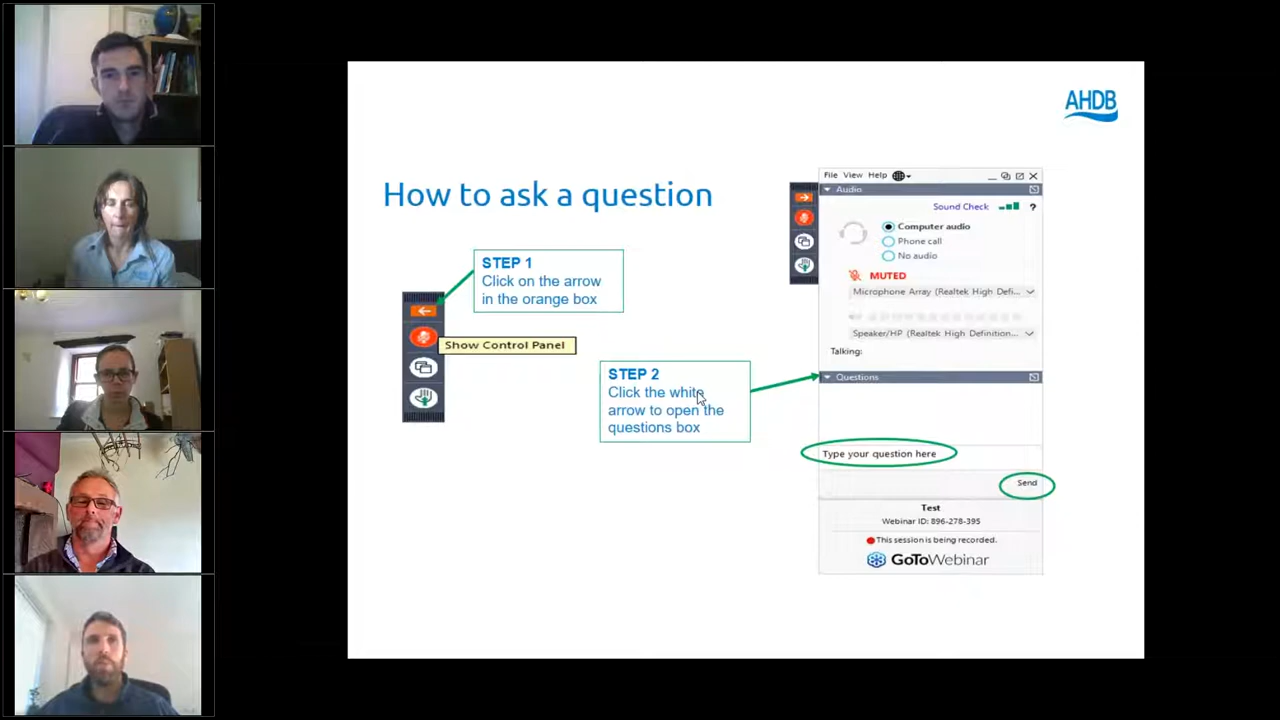 AHDB
How to ask a question
STEP 1
Click on the arrow
in the orange box
Show Control Panel
STEP 2
Click the white
arrow to open the
questions box
File View Help
Audio
Sound Check ?
Computer audio
Phone call
No audio
MUTED
Microphone Array (Realtek High Defi...
Speaker/HP (Realtek High Definition...
Talking:
Questions
Type your question here
Send
Test
Webinar ID: 896-278-395
This session is being recorded.
GoToWebinar